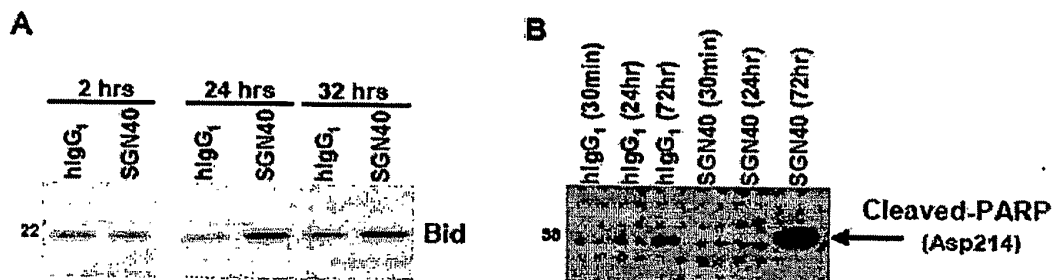 A
2 hrs
24 hrs
32 hrs
hIgG1
SGN40
hIgG1
SGN40
hIgG1
SGN40
22
Bid
B
hIgG1 (30min)
hIgG1 (24hr)
hIgG1 (72hr)
SGN40 (30min)
SGN40 (24hr)
SGN40 (72hr)
Cleaved-PARP
(Asp214)